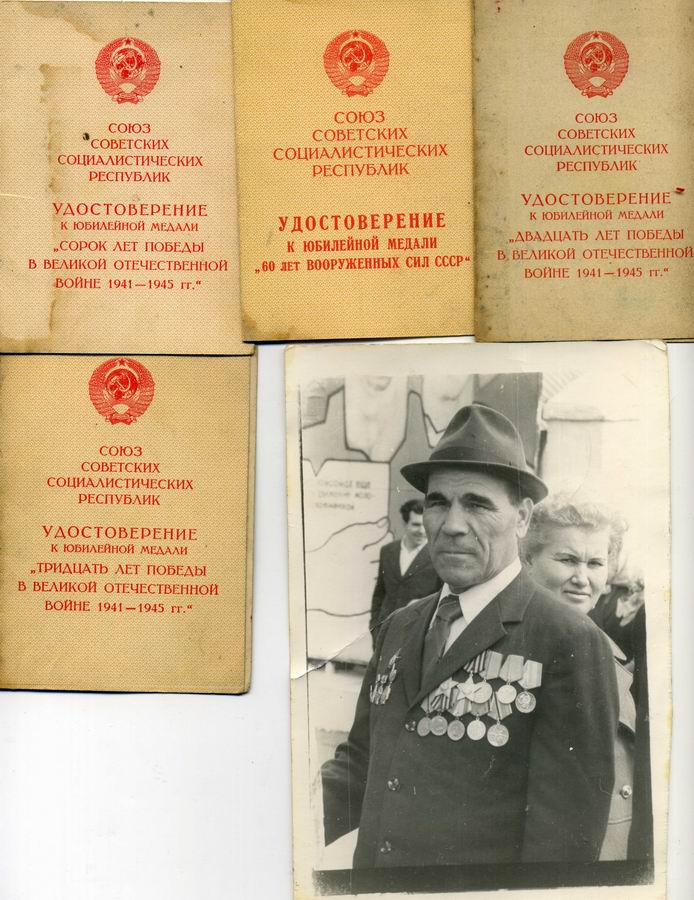 СОЮЗ
СОВЕТСКИХ
СОЦИАЛИСТИЧЕСКИХ
РЕСПУБЛИК
УДОСТОВЕРЕНИЕ
К ЮБИЛЕЙНОЙ МЕДАЛИ
„СОРОК ЛЕТ ПОБЕДЫ
В ВЕЛИКОЙ ОТЕЧЕСТВЕННОЙ
ВОЙНЕ 1941—1945 гг.“
СОЮЗ
СОВЕТСКИХ
СОЦИАЛИСТИЧЕСКИХ
РЕСПУБЛИК
УДОСТОВЕРЕНИЕ
К ЮБИЛЕЙНОЙ МЕДАЛИ
„60 ЛЕТ ВООРУЖЕННЫХ СИЛ СССР“
СОЮЗ
СОВЕТСКИХ
СОЦИАЛИСТИЧЕСКИХ
РЕСПУБЛИК
УДОСТОВЕРЕНИЕ
К ЮБИЛЕЙНОЙ МЕДАЛИ
„ДВАДЦАТЬ ЛЕТ ПОБЕДЫ
В ВЕЛИКОЙ ОТЕЧЕСТВЕННОЙ
ВОЙНЕ 1941—1945 гг.“
СОЮЗ
СОВЕТСКИХ
СОЦИАЛИСТИЧЕСКИХ
РЕСПУБЛИК
УДОСТОВЕРЕНИЕ
К ЮБИЛЕЙНОЙ МЕДАЛИ
„ТРИДЦАТЬ ЛЕТ ПОБЕДЫ
В ВЕЛИКОЙ ОТЕЧЕСТВЕННОЙ
ВОЙНЕ 1941—1945 гг.“